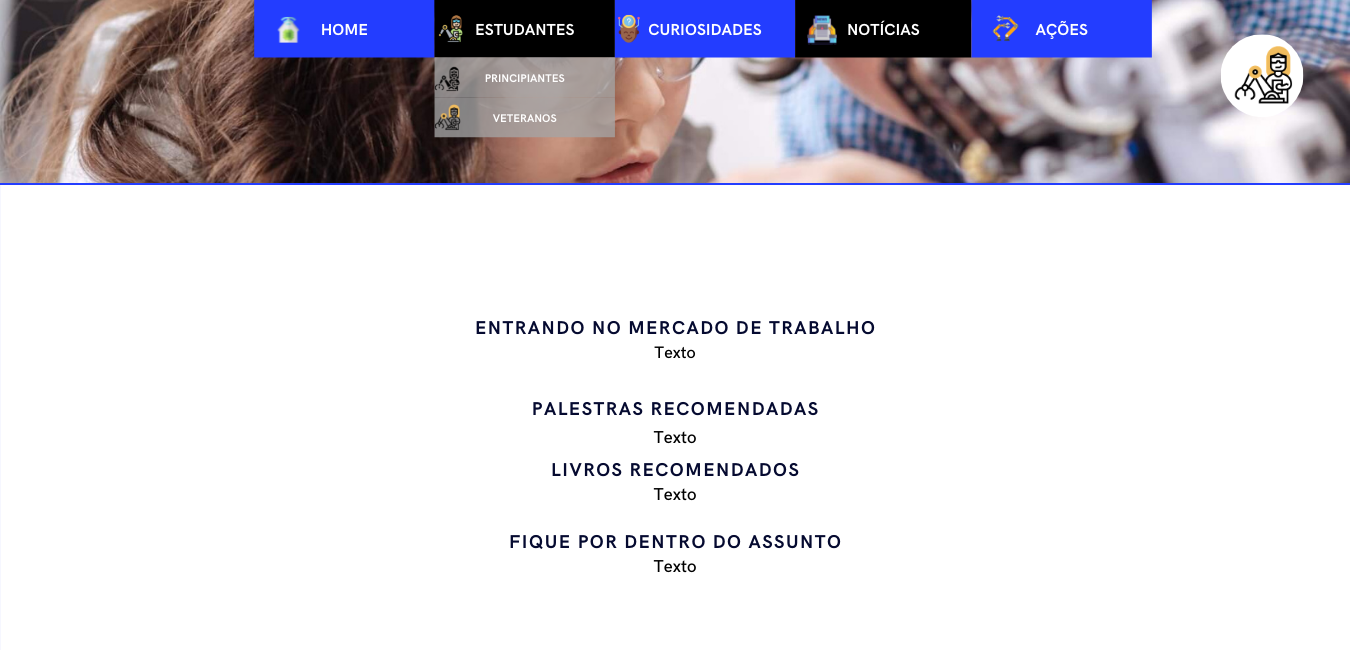 HOME
ESTUDANTES
CURIOSIDADES
NOTÍCIAS
AÇÕES
PRINCIPIANTES
VETERANOS
ENTRANDO NO MERCADO DE TRABALHO
Texto
PALESTRAS RECOMENDADAS
Texto
LIVROS RECOMENDADOS
Texto
FIQUE POR DENTRO DO ASSUNTO
Texto